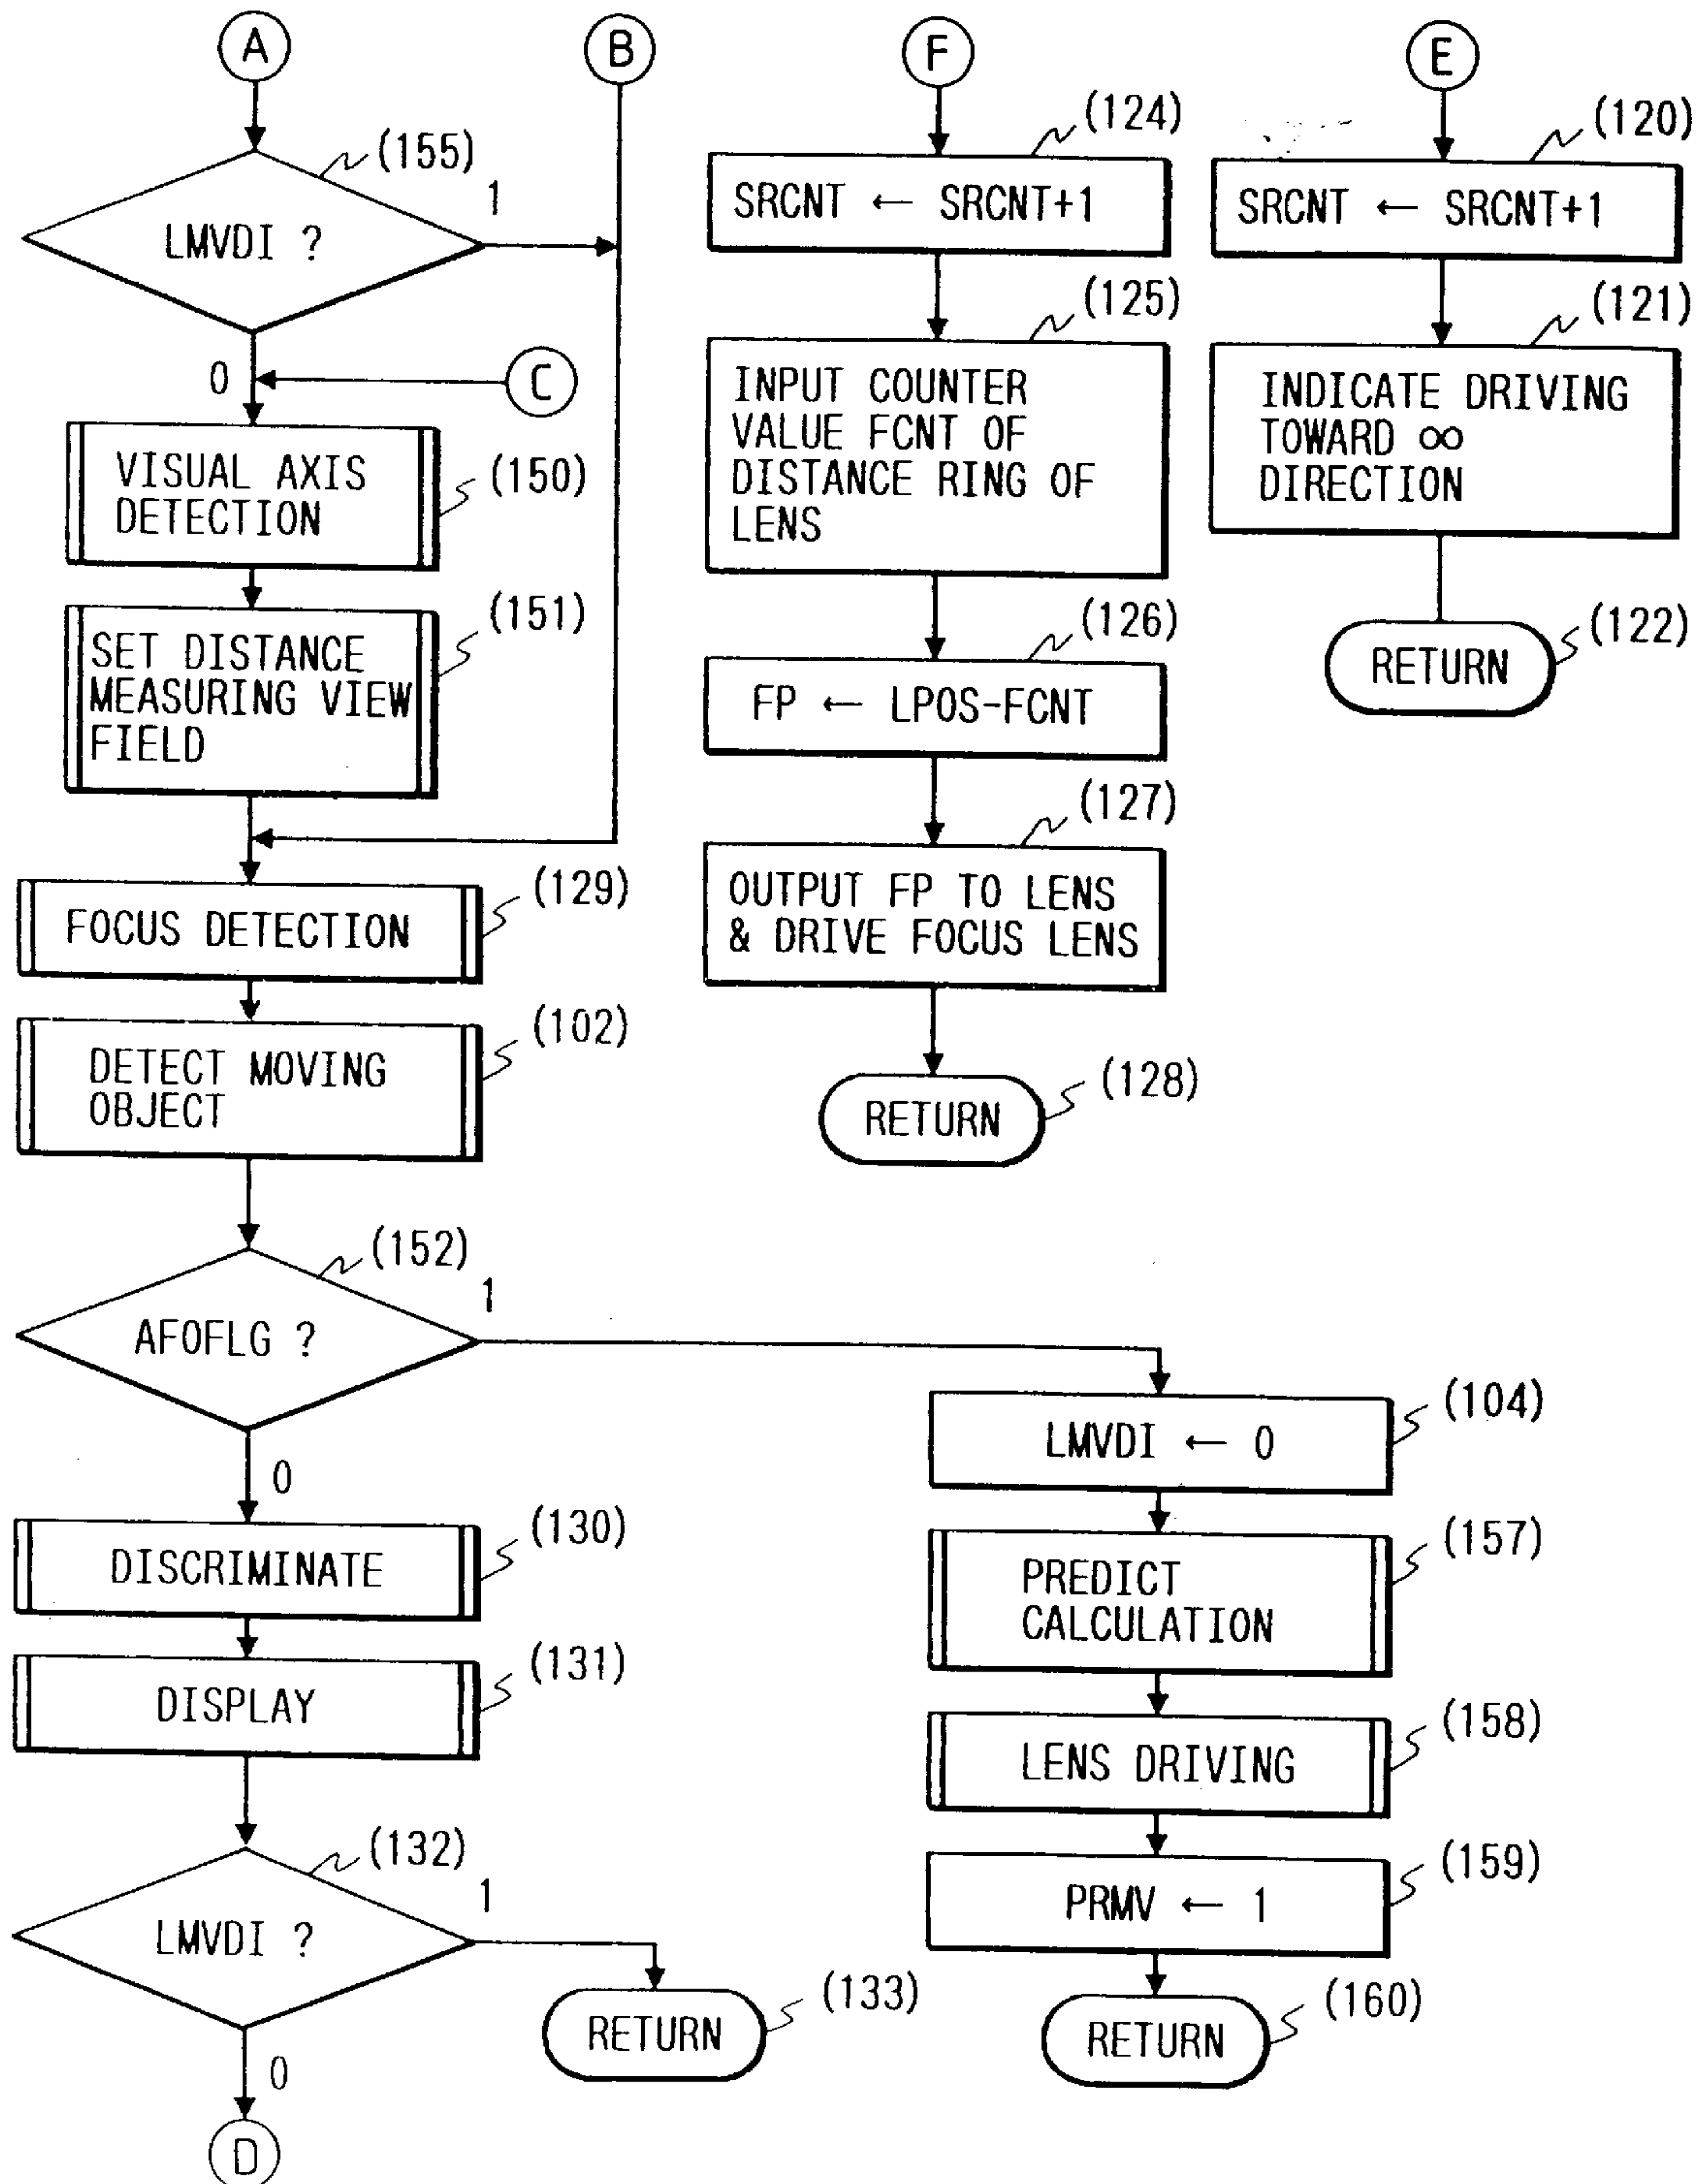 A
(155)
LMVDI ?
1
0
C
VISUAL AXIS
DETECTION
(150)
SET DISTANCE
MEASURING VIEW
FIELD
(151)
B
FOCUS DETECTION
(129)
DETECT MOVING
OBJECT
(102)
(152)
AFOFLG ?
1
0
DISCRIMINATE
(130)
DISPLAY
(131)
(132)
LMVDI ?
1
0
D
RETURN
(133)
LMVDI ← 0
(104)
PREDICT
CALCULATION
(157)
LENS DRIVING
(158)
PRMV ← 1
(159)
RETURN
(160)
F
(124)
SRCNT ← SRCNT+1
(125)
INPUT COUNTER
VALUE FCNT OF
DISTANCE RING OF
LENS
(126)
FP ← LPOS-FCNT
(127)
OUTPUT FP TO LENS
& DRIVE FOCUS LENS
RETURN
(128)
E
(120)
SRCNT ← SRCNT+1
(121)
INDICATE DRIVING
TOWARD ∞
DIRECTION
RETURN
(122)